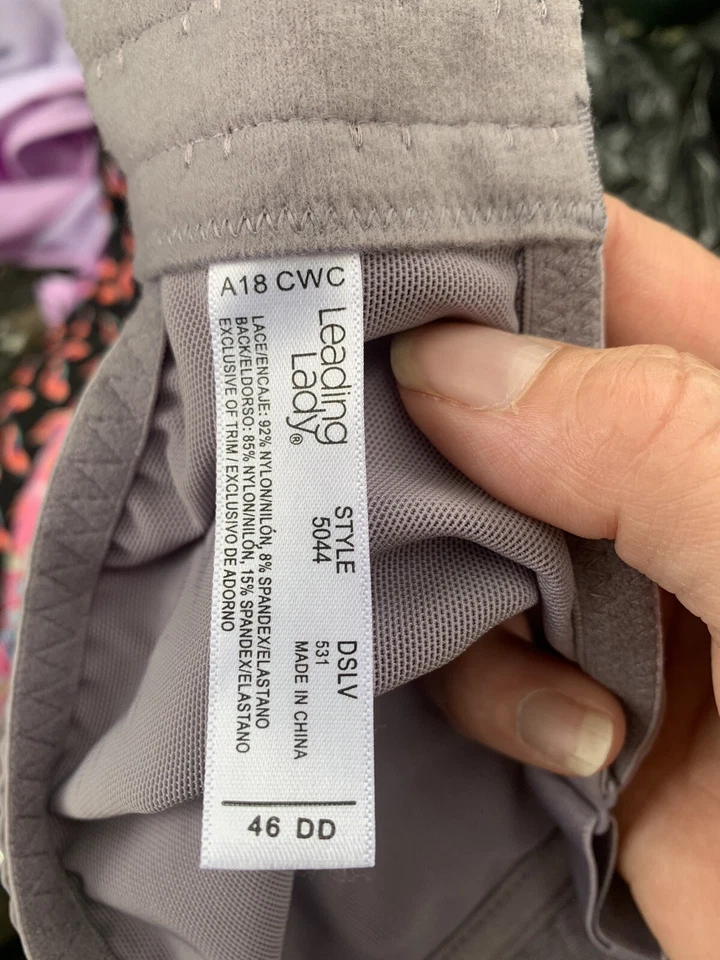 A18 CWC
Leading
Lady®
STYLE
5044
DSLV
531
MADE IN CHINA
LACE/ENCAJE: 92% NYLON/NILÓN, 8% SPANDEX/ELASTANO
BACK/ELDORSO: 85% NYLON/NILÓN, 15% SPANDEX/ELASTANO
EXCLUSIVE OF TRIM / EXCLUSIVO DE ADORNO
46 DD